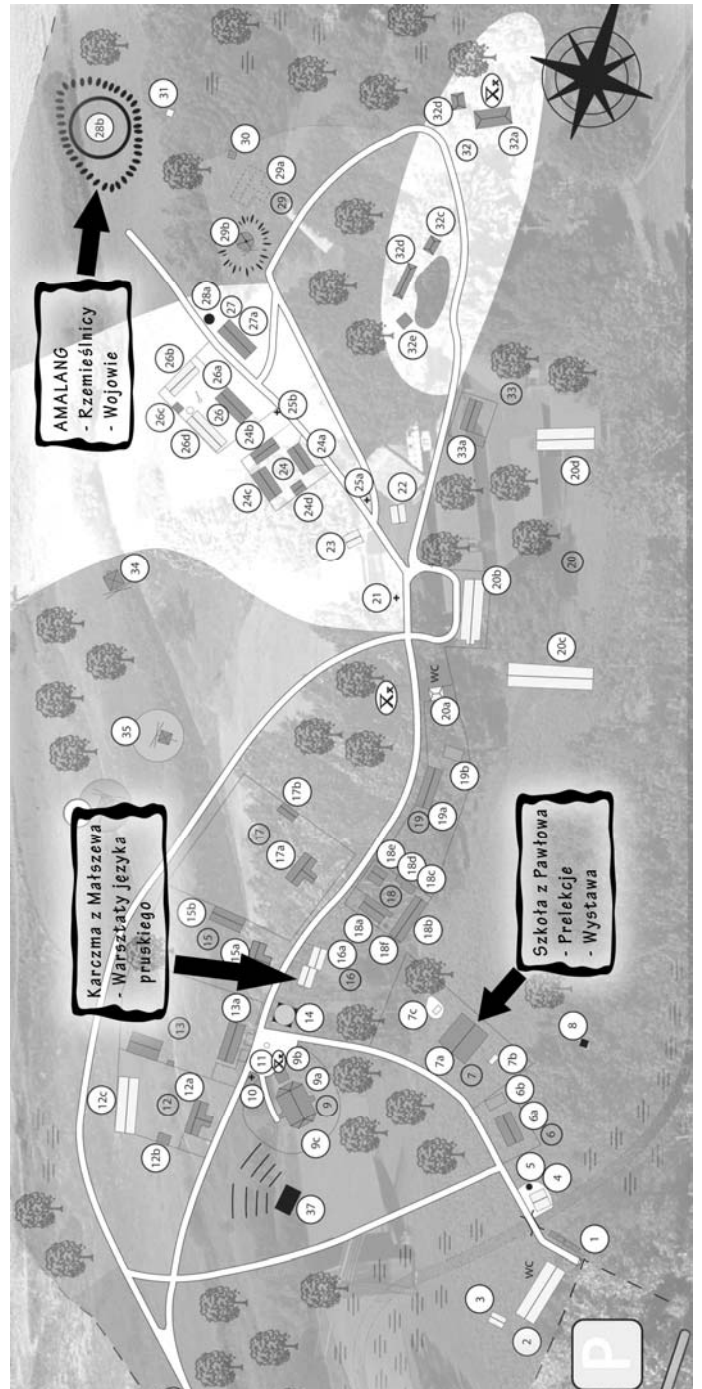 AMALANG
- Rzemieślnicy
- Wojowie
Karczma z Małszewa
- Warsztaty języka
pruskiego
Szkoła z Pawłowa
- Prelekcje
- Wystawa
28b
31
30
29a
29
29b
28a
27
27a
26b
26a
26c
26
26d
25b
24b
24a
24
24c
24d
25a
23
22
21
32d
32
32a
32c
32d
32e
33
33a
20d
20
20b
20c
WC
20a
34
35
19b
19
19a
18e
18d
18c
18
18a
18b
18f
17b
17
17a
16a
16
15b
15
15a
14
13a
13
12c
12a
12
12b
11
10
9b
9a
9
9c
37
8
7c
7a
7b
7
6b
6a
6
5
4
1
WC
3
2
P